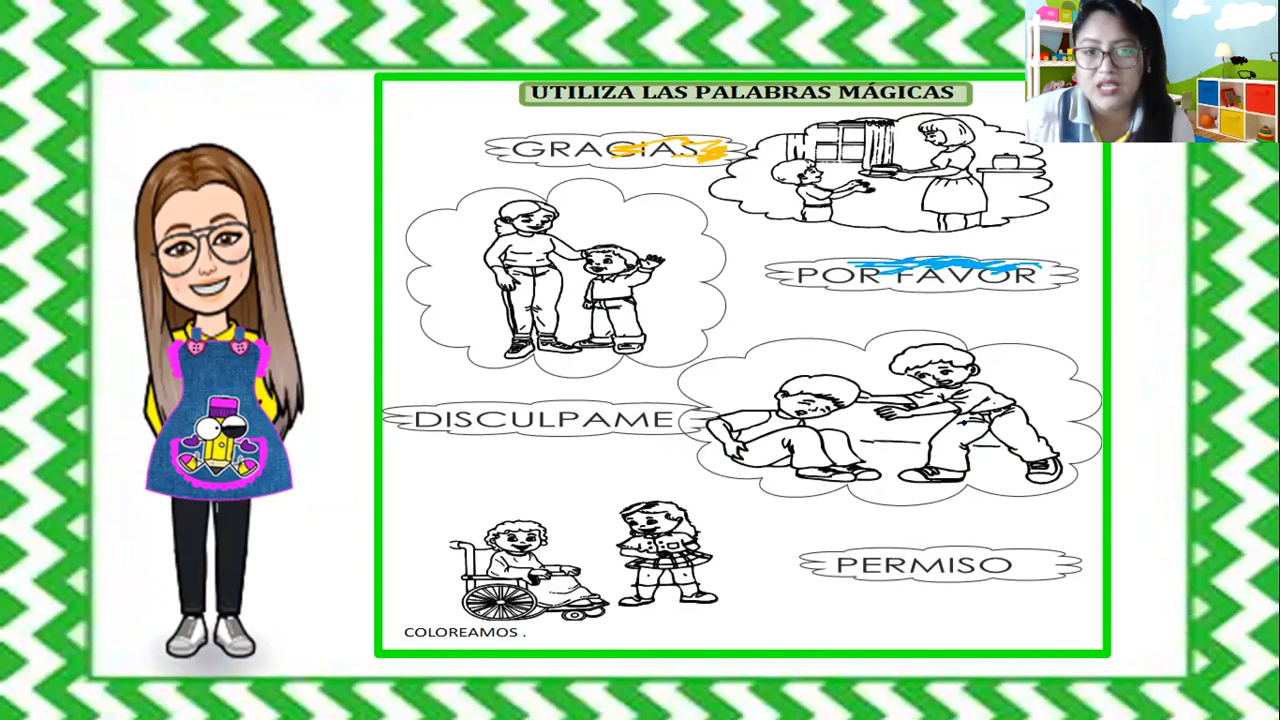 UTILIZA LAS PALABRAS MÁGICAS
GRACIAS
POR FAVOR
DISCULPAME
PERMISO
COLOREAMOS .